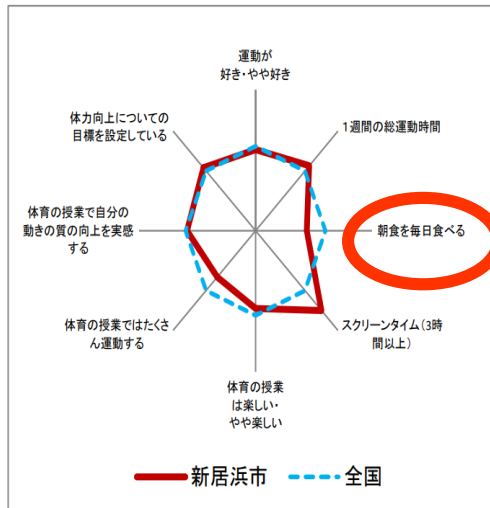 運動が
好き・やや好き
体力向上についての
目標を設定している
1週間の総運動時間
体育の授業で自分の
動きの質の向上を実感
する
朝食を毎日食べる
体育の授業ではたくさ
ん運動する
スクリーンタイム(3時
間以上)
体育の授業
は楽しい・
やや楽しい
新居浜市
全国